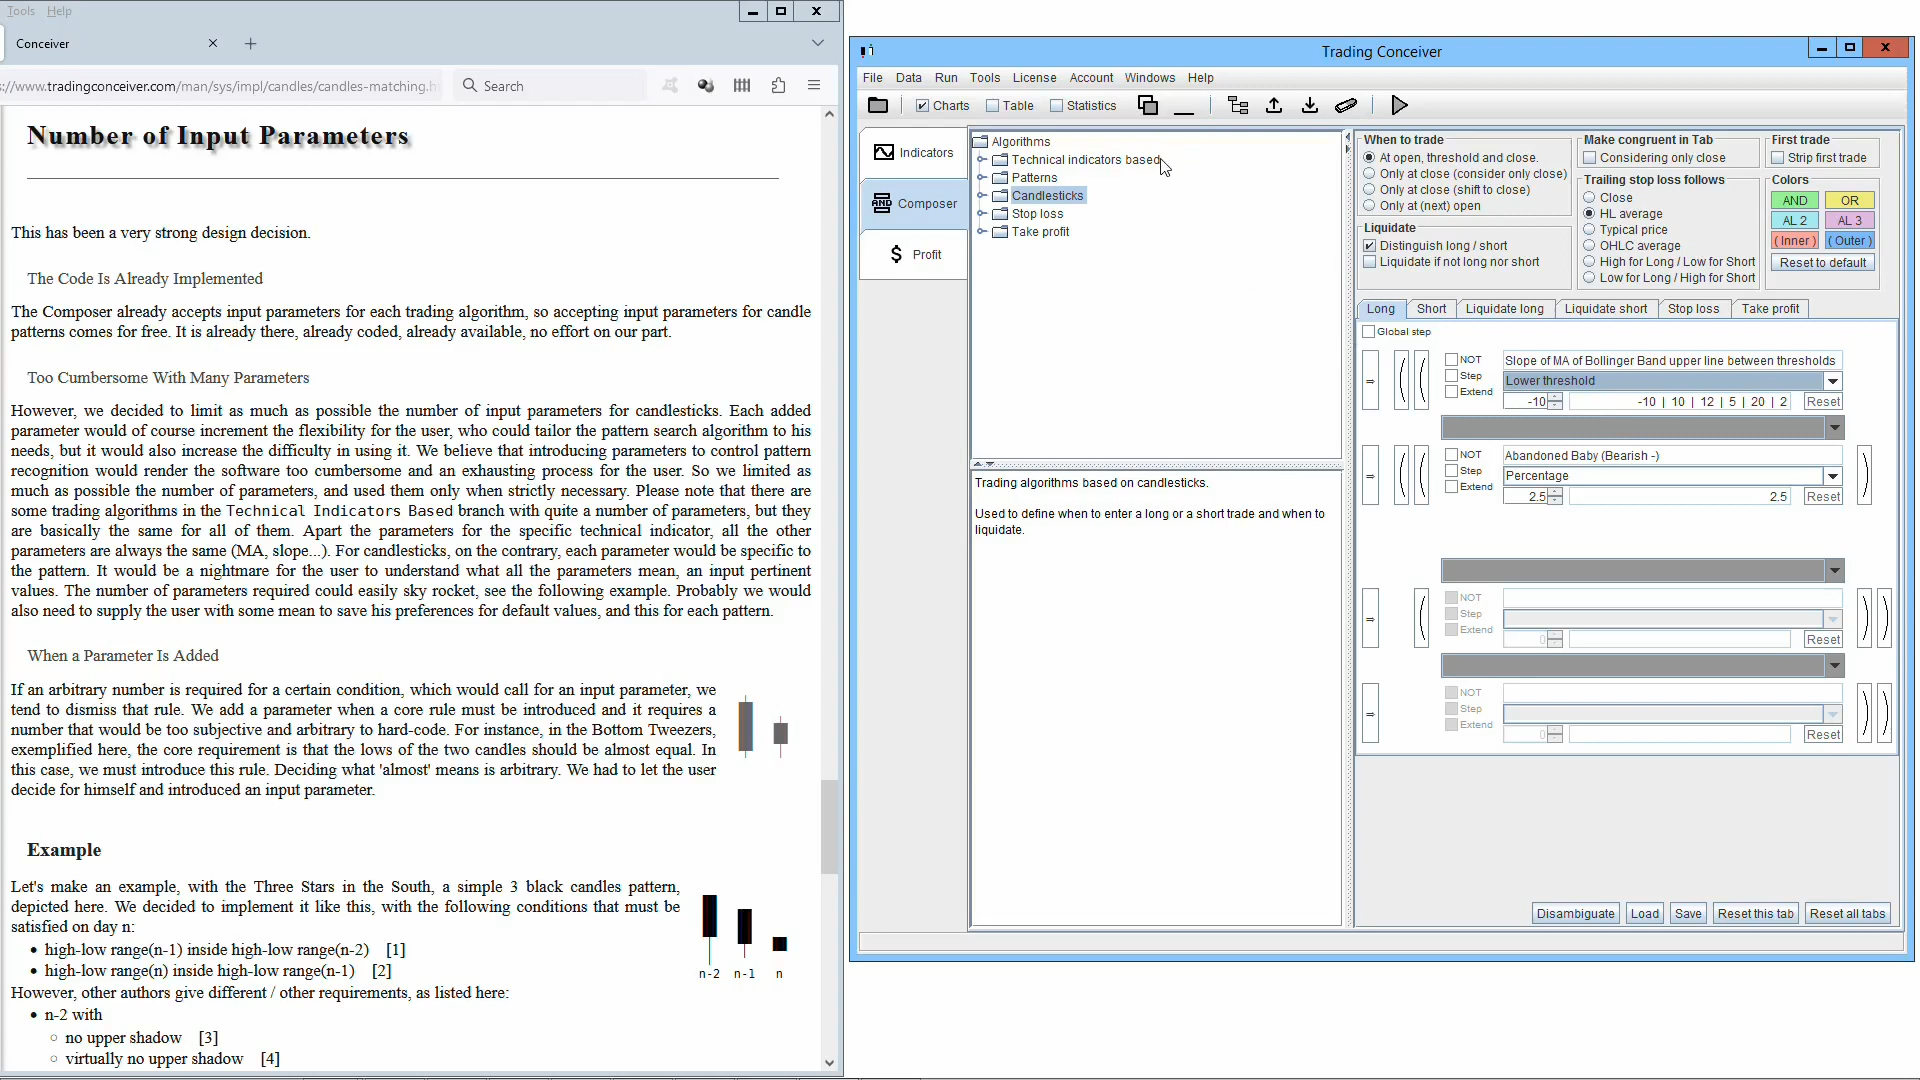 Tools Help
Conceiver
://www.tradingconceiver.com/man/sys/impl/candles/candles-matching.h
Search
Number of Input Parameters
This has been a very strong design decision.
The Code Is Already Implemented
The Composer already accepts input parameters for each trading algorithm, so accepting input parameters for candle
patterns comes for free. It is already there, already coded, already available, no effort on our part.
Too Cumbersome With Many Parameters
However, we decided to limit as much as possible the number of input parameters for candlesticks. Each added
parameter would of course increment the flexibility for the user, who could tailor the pattern search algorithm to his
needs, but it would also increase the difficulty in using it. We believe that introducing parameters to control pattern
recognition would render the software too cumbersome and an exhausting process for the user. So we limited as
much as possible the number of parameters, and used them only when strictly necessary. Please note that there are
some trading algorithms in the Technical Indicators Based branch with quite a number of parameters, but they
are basically the same for all of them. Apart the parameters for the specific technical indicator, all the other
parameters are always the same (MA, slope...). For candlesticks, on the contrary, each parameter would be specific to
the pattern. It would be a nightmare for the user to understand what all the parameters mean, an input pertinent
values. The number of parameters required could easily sky rocket, see the following example. Probably we would
also need to supply the user with some mean to save his preferences for default values, and this for each pattern.
When a Parameter Is Added
If an arbitrary number is required for a certain condition, which would call for an input parameter, we
tend to dismiss that rule. We add a parameter when a core rule must be introduced and it requires a
number that would be too subjective and arbitrary to hard-code. For instance, in the Bottom Tweezers,
exemplified here, the core requirement is that the lows of the two candles should be almost equal. In
this case, we must introduce this rule. Deciding what 'almost' means is arbitrary. We had to let the user
decide for himself and introduced an input parameter.
Example
Let's make an example, with the Three Stars in the South, a simple 3 black candles pattern,
depicted here. We decided to implement it like this, with the following conditions that must be
satisfied on day n:
• high-low range(n-1) inside high-low range(n-2) [1]
• high-low range(n) inside high-low range(n-1) [2]
n-2 n-1 n
However, other authors give different / other requirements, as listed here:
• n-2 with
○ no upper shadow [3]
○ virtually no upper shadow [4]
Trading Conceiver
File Data Run Tools License Account Windows Help
Charts Table Statistics
Indicators
AND Composer
$ Profit
Algorithms
Technical indicators based
Patterns
Candlesticks
Stop loss
Take profit
Trading algorithms based on candlesticks.
Used to define when to enter a long or a short trade and when to
liquidate.
When to trade
At open, threshold and close.
Only at close (consider only close)
Only at close (shift to close)
Only at (next) open
Liquidate
Distinguish long / short
Liquidate if not long nor short
Make congruent in Tab
Considering only close
Trailing stop loss follows
Close
HL average
Typical price
OHLC average
High for Long / Low for Short
Low for Long / High for Short
First trade
Strip first trade
Colors
AND OR
AL 2 AL 3
( Inner ) ( Outer )
Reset to default
Long Short Liquidate long Liquidate short Stop loss Take profit
Global step
⇒ ( ( NOT Slope of MA of Bollinger Band upper line between thresholds
Step Lower threshold
Extend -10 -10 | 10 | 12 | 5 | 20 | 2 Reset
⇒ ( ( NOT Abandoned Baby (Bearish -) )
Step Percentage
Extend 2.5 2.5 Reset
⇒ ( NOT ) )
Step
Extend 0 Reset
⇒ NOT ) )
Step
Extend 0 Reset
Disambiguate Load Save Reset this tab Reset all tabs